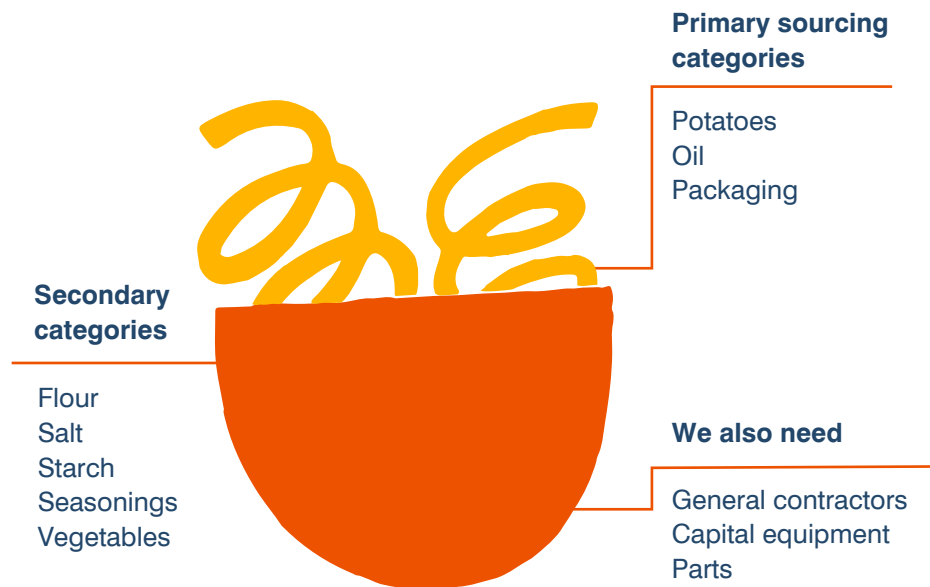 Primary sourcing
categories
Potatoes
Oil
Packaging
Secondary
categories
Flour
Salt
Starch
Seasonings
Vegetables
We also need
General contractors
Capital equipment
Parts